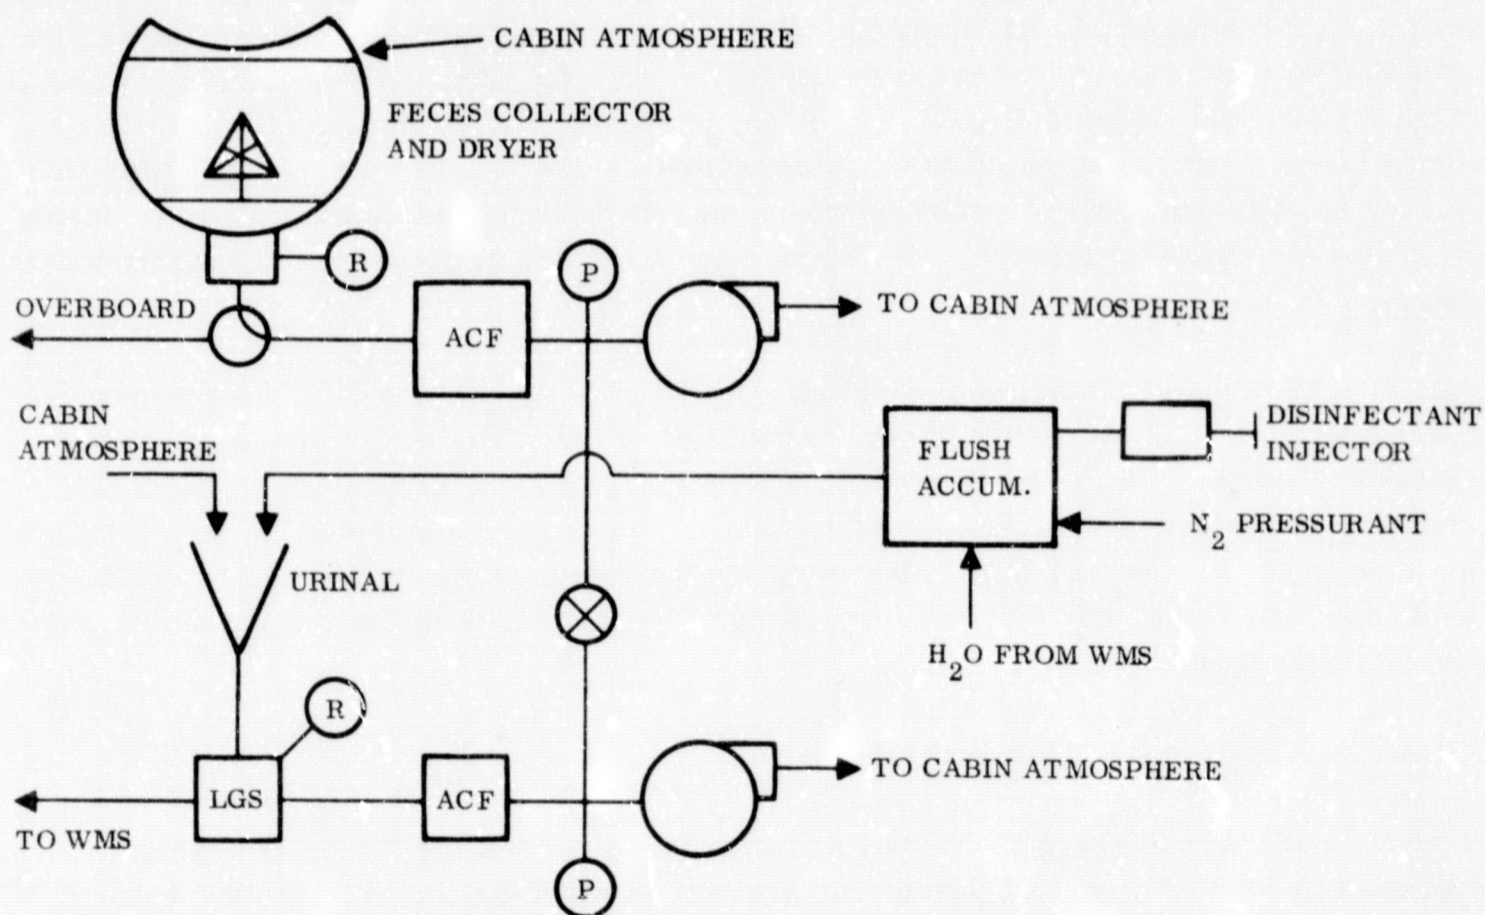 CABIN ATMOSPHERE
FECES COLLECTOR
AND DRYER
R
P
OVERBOARD
ACF
TO CABIN ATMOSPHERE
CABIN
ATMOSPHERE
FLUSH
ACCUM.
DISINFECTANT
INJECTOR
N2 PRESSURANT
URINAL
H2O FROM WMS
R
LGS
ACF
TO CABIN ATMOSPHERE
TO WMS
P